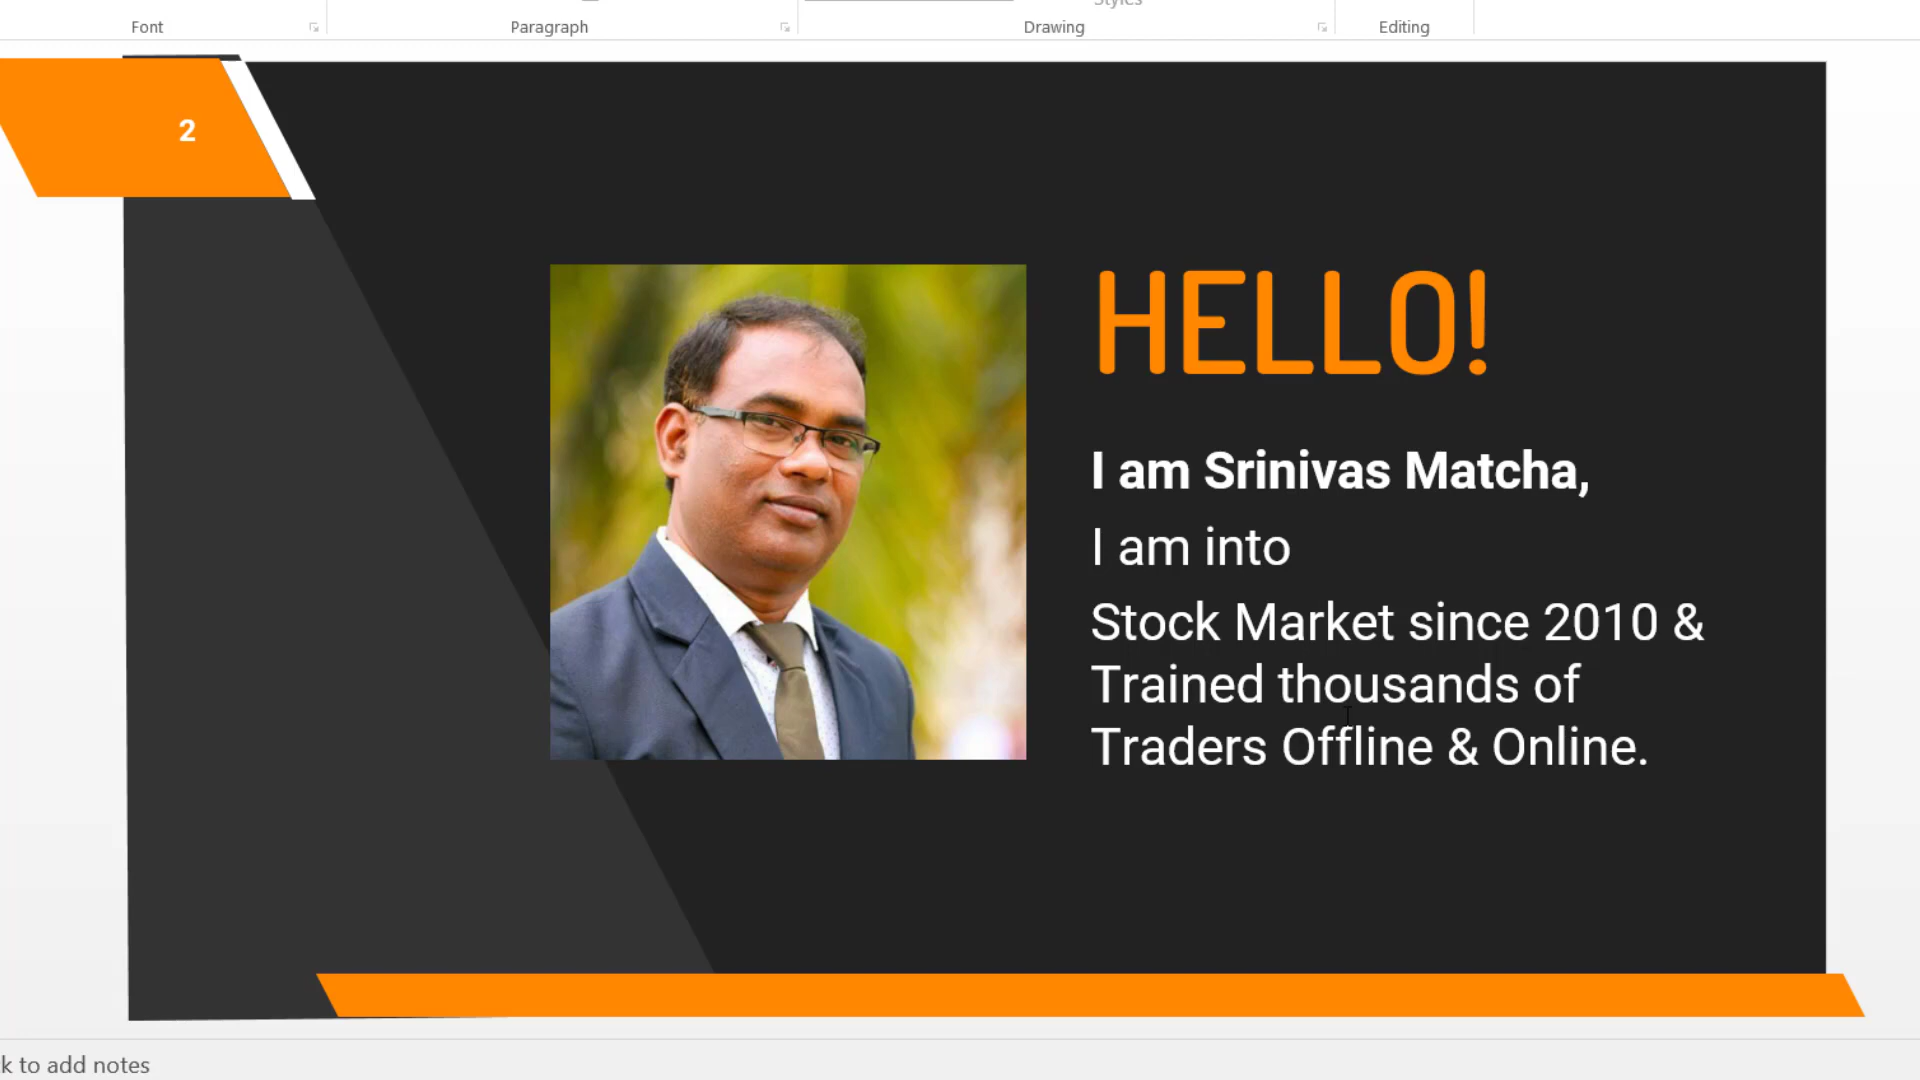 Styles
Font
Paragraph
Drawing
Editing
2
HELLO!
I am Srinivas Matcha,
I am into
Stock Market since 2010 &
Trained thousands of
Traders Offline & Online.
k to add notes